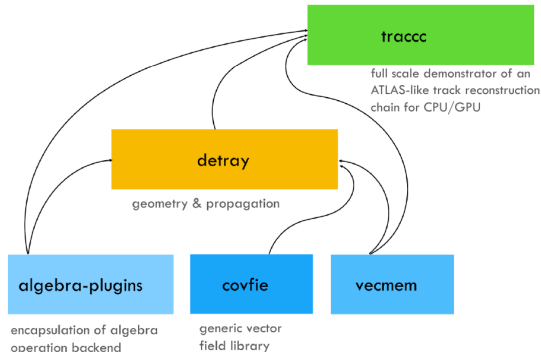 traccc
full scale demonstrator of an
ATLAS-like track reconstruction
chain for CPU/GPU
detray
geometry & propagation
algebra-plugins
covfie
vecmem
encapsulation of algebra
operation backend
generic vector
field library